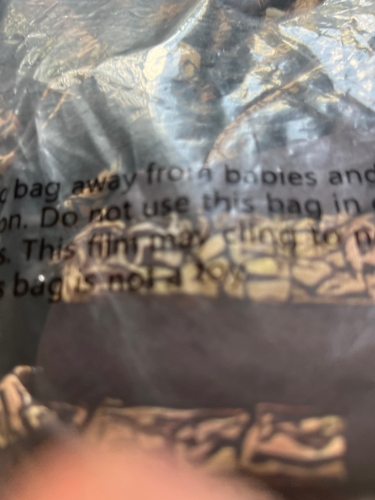 bag away from babies and
on. Do not use this bag in
s. This film may cling to n
s bag is not a toy.